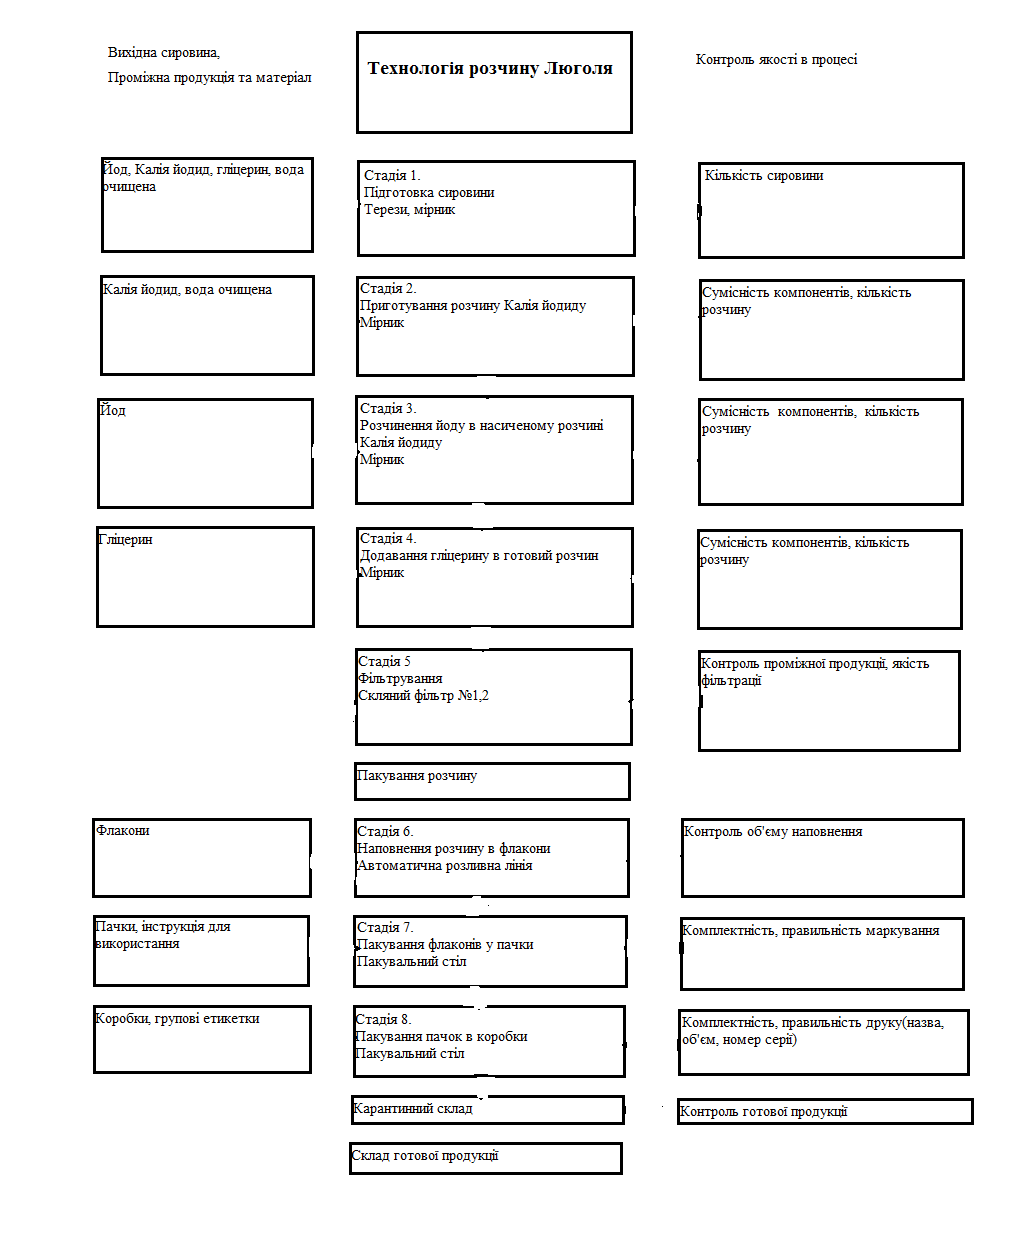 Вихідна сировина,
Проміжна продукція та матеріал
Технологія розчину Люголя
Контроль якості в процесі
Йод, Калія йодид, гліцерин, вода
очищена
Стадія 1.
Підготовка сировини
Терези, мірник
Кількість сировини
Калія йодид, вода очищена
Стадія 2.
Приготування розчину Калія йодиду
Мірник
Сумісність компонентів, кількість
розчину
Йод
Стадія 3.
Розчинення йоду в насиченому розчині
Калія йодиду
Мірник
Сумісність компонентів, кількість
розчину
Гліцерин
Стадія 4.
Додавання гліцерину в готовий розчин
Мірник
Сумісність компонентів, кількість
розчину
Стадія 5
Фільтрування
Скляний фільтр №1,2
Контроль проміжної продукції, якість
фільтрації
Пакування розчину
Флакони
Стадія 6.
Наповнення розчину в флакони
Автоматична розливна лінія
Контроль об'єму наповнення
Пачки, інструкція для
використання
Стадія 7.
Пакування флаконів у пачки
Пакувальний стіл
Комплектність, правильність маркування
Коробки, групові етикетки
Стадія 8.
Пакування пачок в коробки
Пакувальний стіл
Комплектність, правильність друку(назва,
об'єм, номер серії)
Карантинний склад
Контроль готової продукції
Склад готової продукції